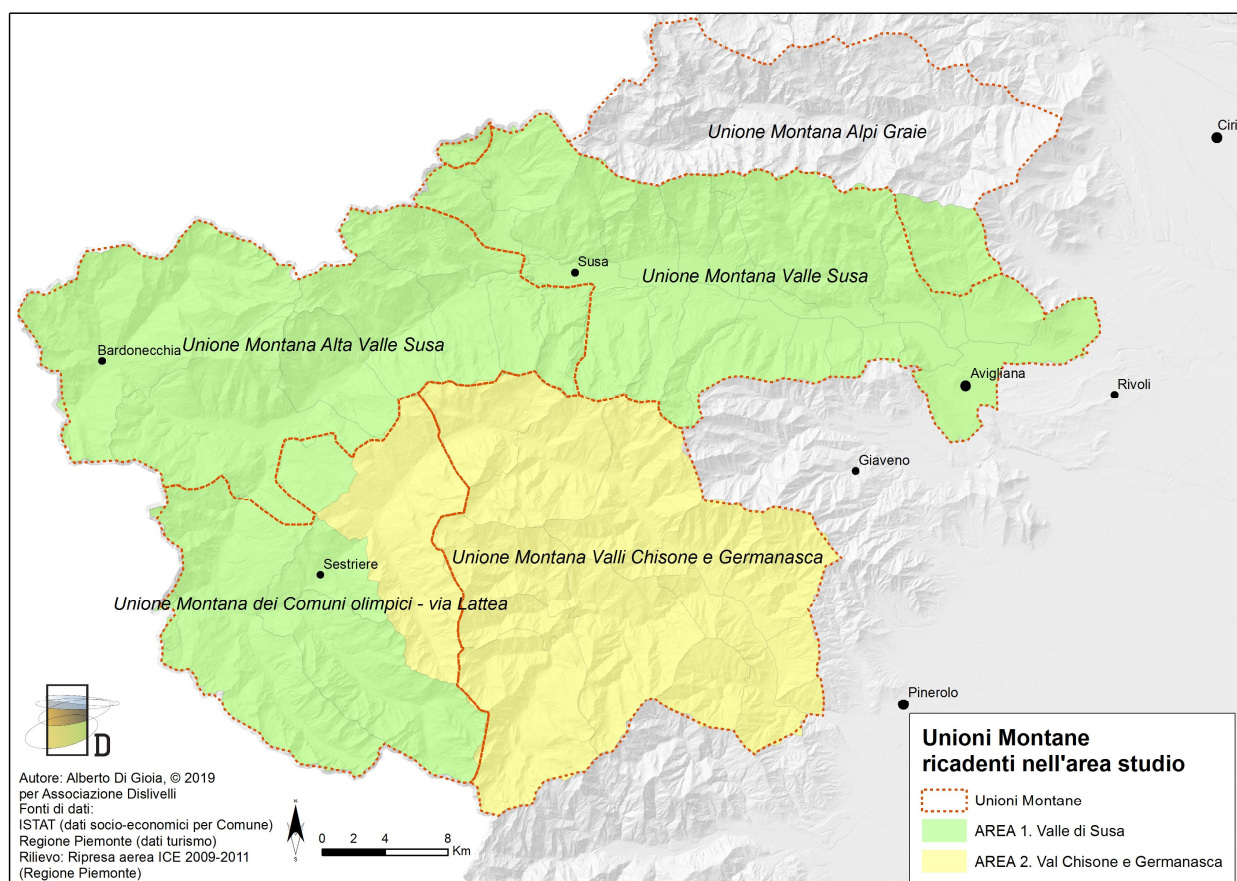 Unione Montana Alpi Graie
Ciri
Susa
Unione Montana Valle Susa
Unione Montana Alta Valle Susa
Bardonecchia
Avigliana
Rivoli
Giaveno
Unione Montana Valli Chisone e Germanasca
Sestriere
Unione Montana dei Comuni olimpici - via Lattea
Pinerolo
D
Autore: Alberto Di Gioia, © 2019
per Associazione Dislivelli
Fonti di dati:
ISTAT (dati socio-economici per Comune)
Regione Piemonte (dati turismo)
Rilievo: Ripresa aerea ICE 2009-2011
(Regione Piemonte)
N
S
0 2 4 8
Km
Unioni Montane
ricadenti nell'area studio
Unioni Montane
AREA 1. Valle di Susa
AREA 2. Val Chisone e Germanasca